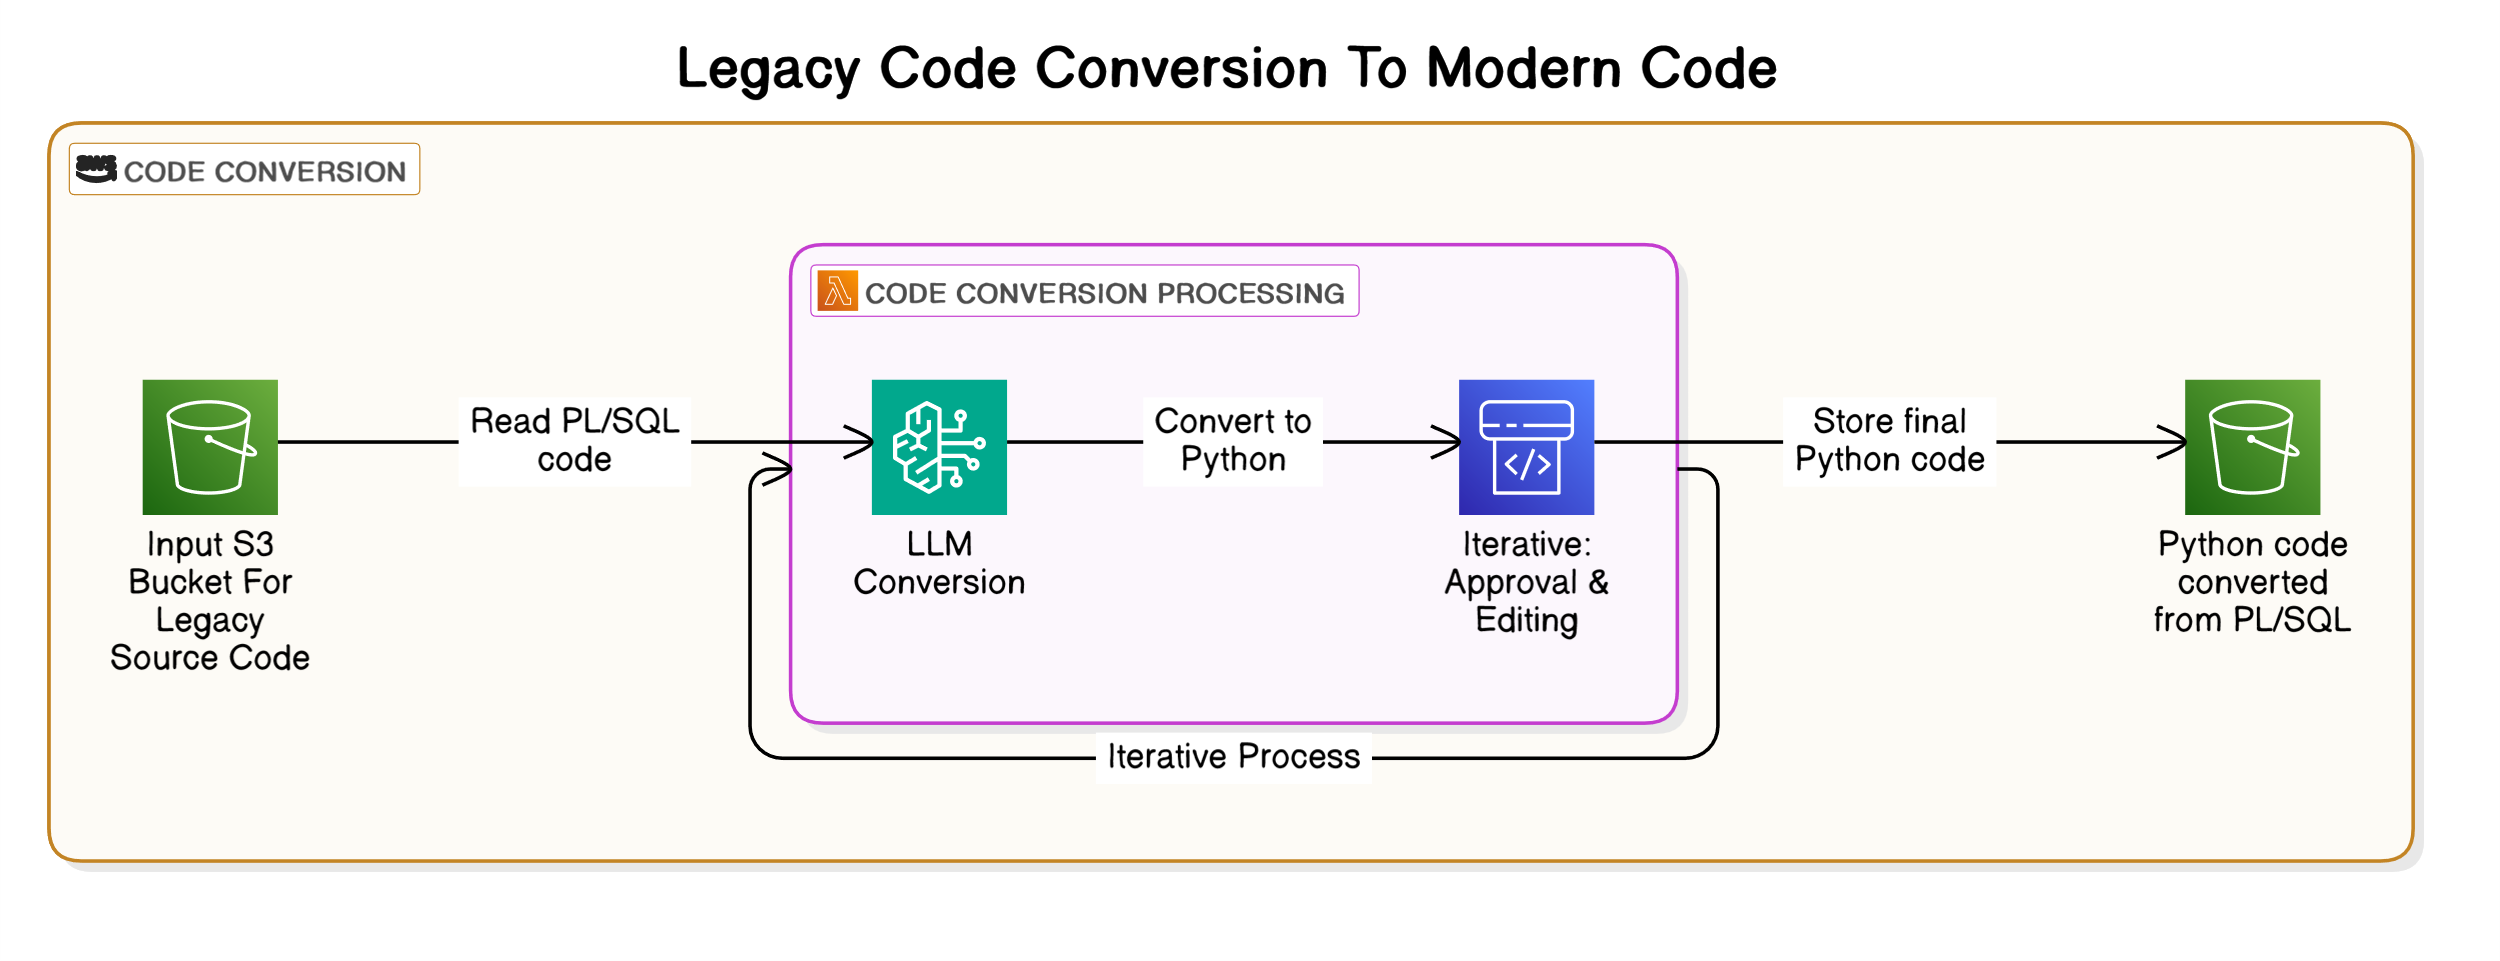 Legacy Code Conversion To Modern Code
CODE CONVERSION
CODE CONVERSION PROCESSING
Read PL/SQL
code
Convert to
Python
Store final
Python code
Input S3
Bucket For
Legacy
Source Code
LLM
Conversion
Iterative:
Approval &
Editing
Python code
converted
from PL/SQL
Iterative Process